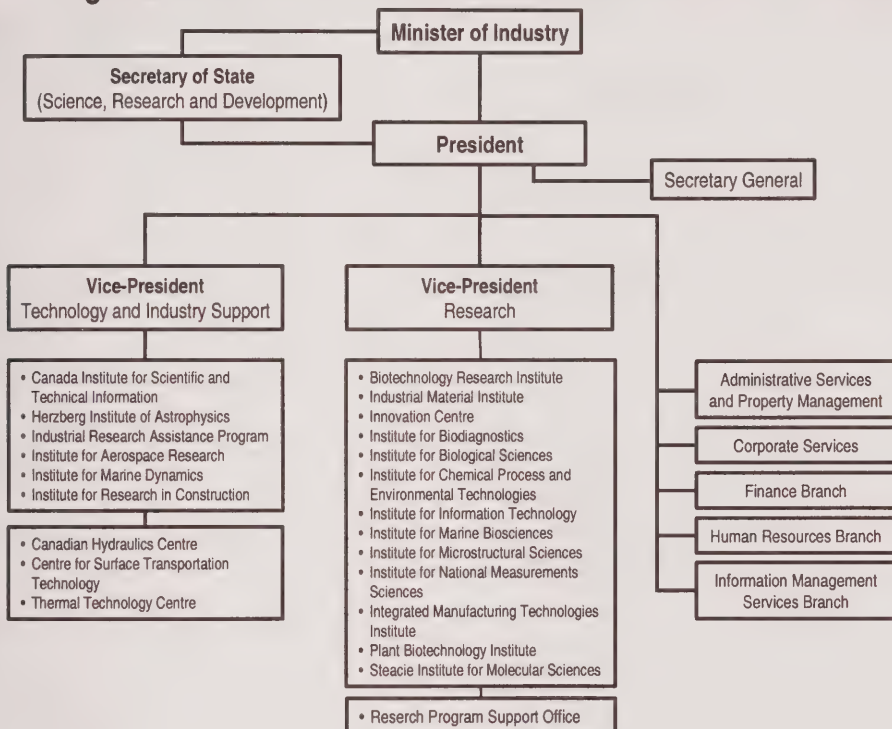 Minister of Industry
Secretary of State
(Science, Research and Development)
President
Secretary General
Vice-President
Technology and Industry Support
• Canada Institute for Scientific and
Technical Information
• Herzberg Institute of Astrophysics
• Industrial Research Assistance Program
• Institute for Aerospace Research
• Institute for Marine Dynamics
• Institute for Research in Construction
• Canadian Hydraulics Centre
• Centre for Surface Transportation
Technology
• Thermal Technology Centre
Vice-President
Research
• Biotechnology Research Institute
• Industrial Material Institute
• Innovation Centre
• Institute for Biodiagnostics
• Institute for Biological Sciences
• Institute for Chemical Process and
Environmental Technologies
• Institute for Information Technology
• Institute for Marine Biosciences
• Institute for Microstructural Sciences
• Institute for National Measurements
Sciences
• Integrated Manufacturing Technologies
Institute
• Plant Biotechnology Institute
• Steacie Institute for Molecular Sciences
• Reserch Program Support Office
Administrative Services
and Property Management
Corporate Services
Finance Branch
Human Resources Branch
Information Management
Services Branch